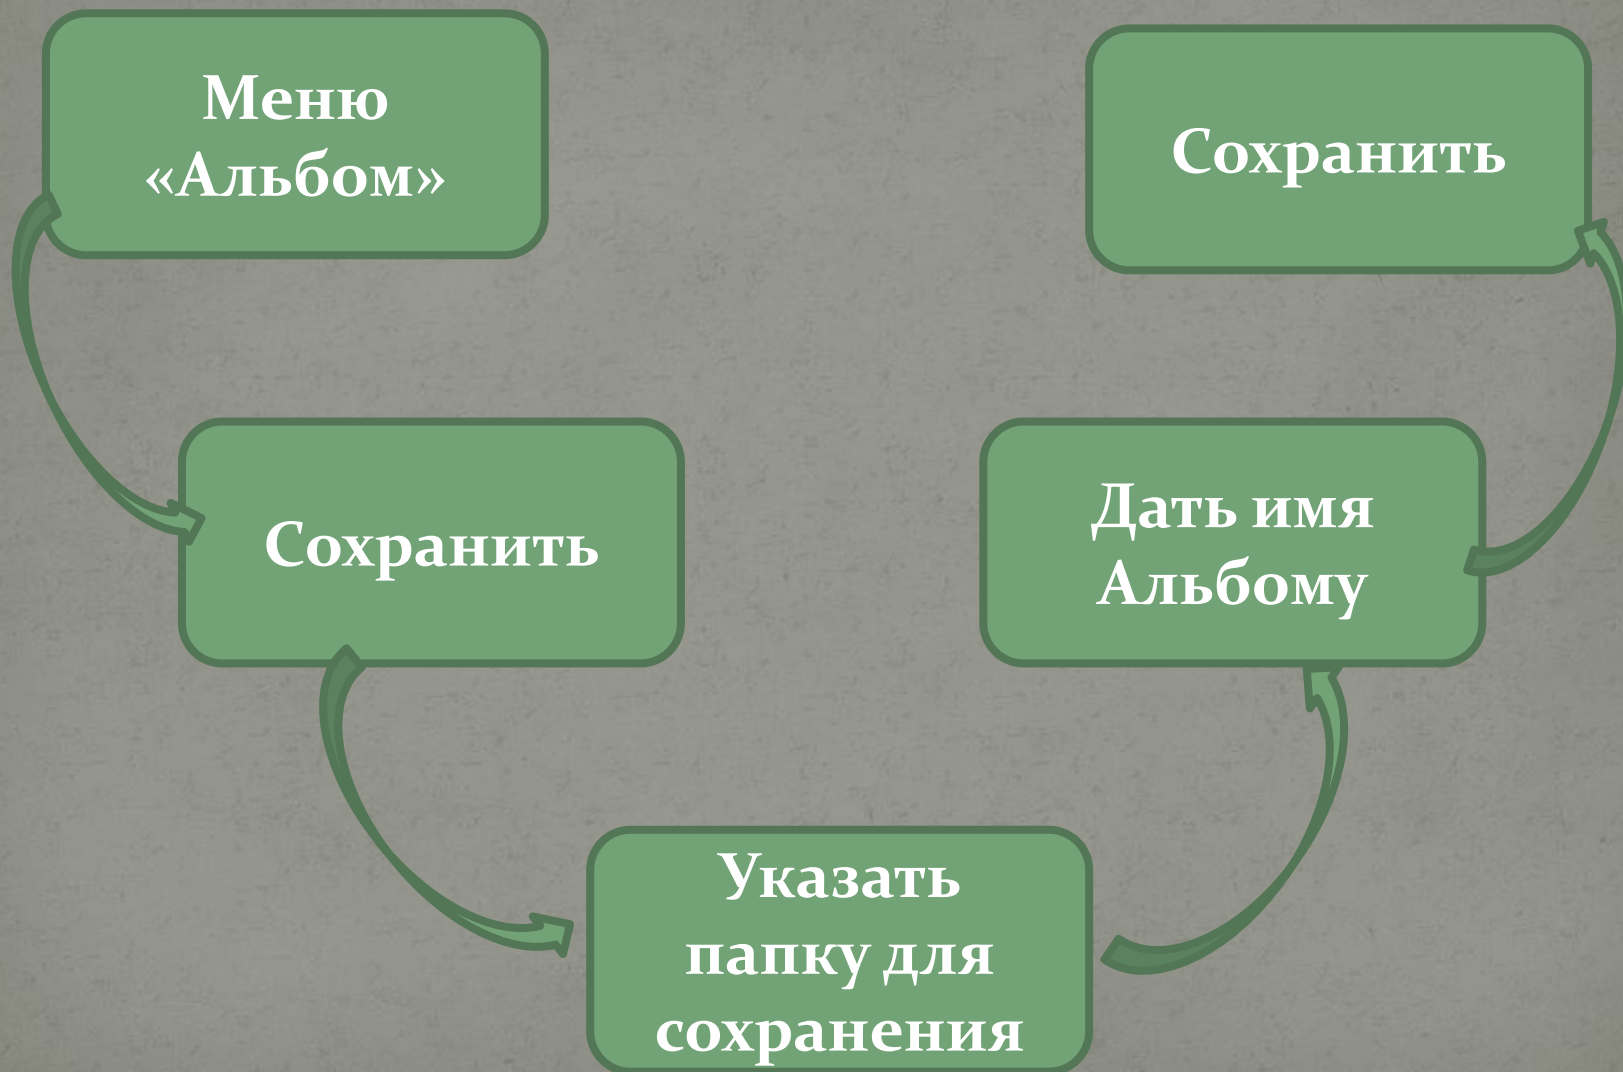 Меню
«Альбом»
Сохранить
Указать
папку для
сохранения
Дать имя
Альбому
Сохранить